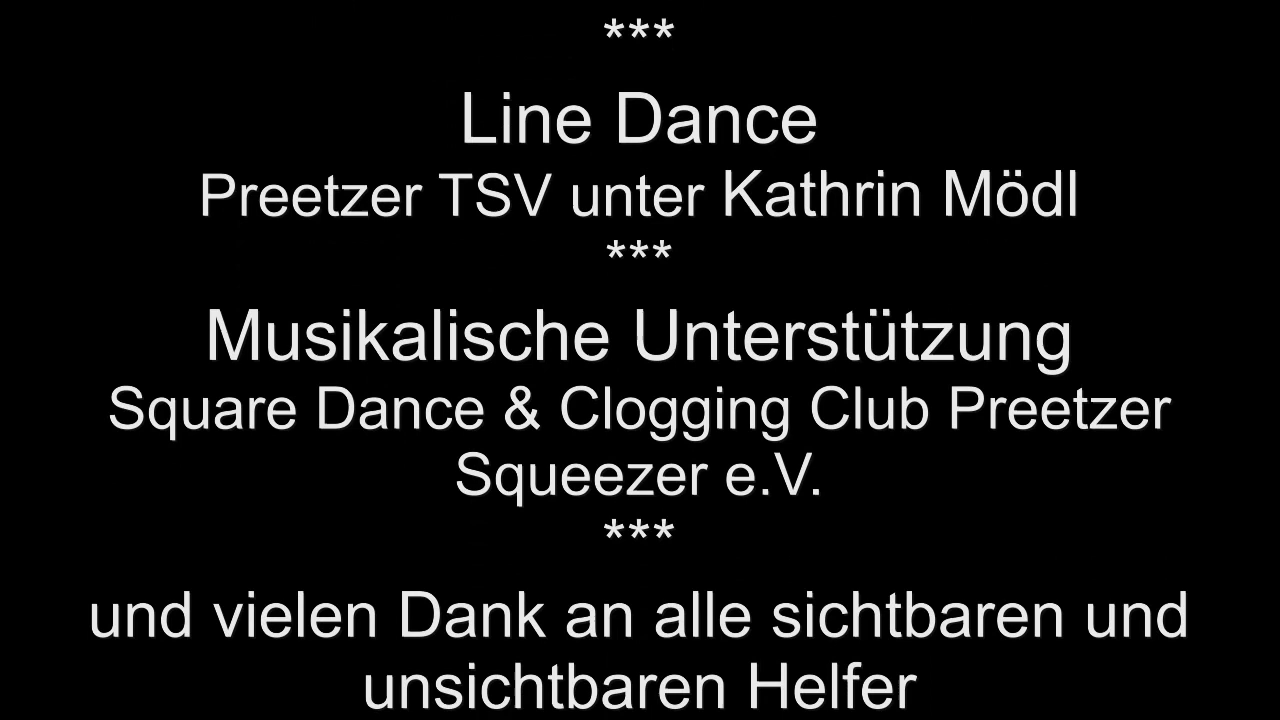 ***
Line Dance
Preetzer TSV unter Kathrin Mödl
***
Musikalische Unterstützung
Square Dance & Clogging Club Preetzer
Squeezer e.V.
***
und vielen Dank an alle sichtbaren und
unsichtbaren Helfer